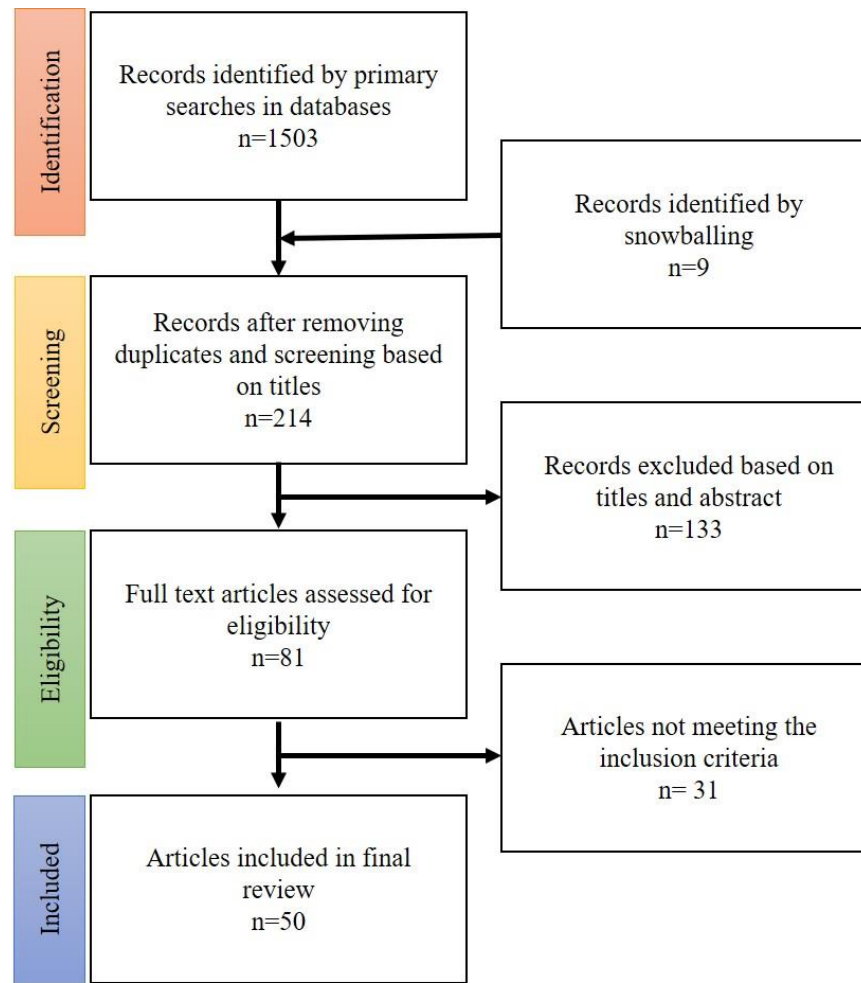 Identification
Records identified by primary
searches in databases
n=1503
Records identified by
snowballing
n=9
Screening
Records after removing
duplicates and screening based
on titles
n=214
Records excluded based on
titles and abstract
n=133
Eligibility
Full text articles assessed for
eligibility
n=81
Articles not meeting the
inclusion criteria
n= 31
Included
Articles included in final
review
n=50